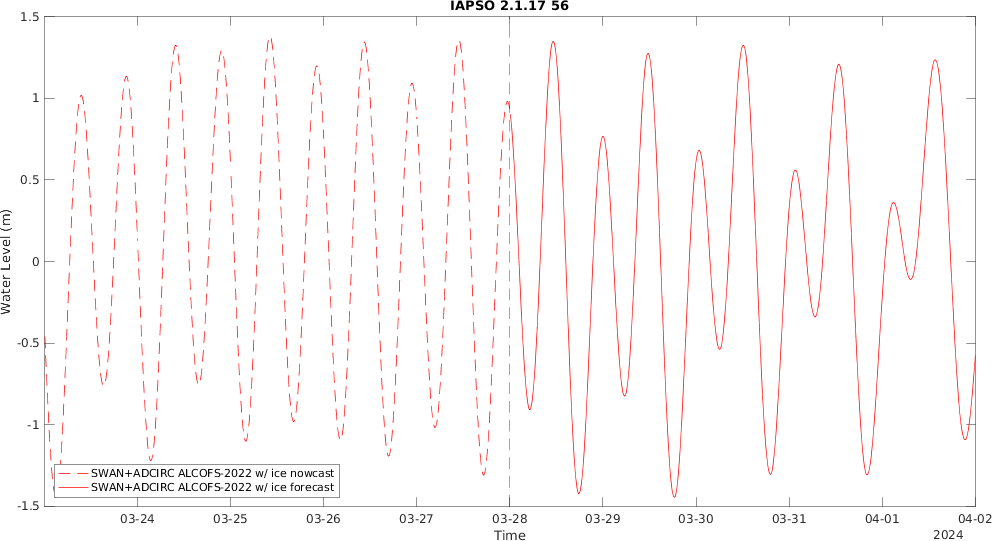 IAPSO 2.1.17 56
1.5
1
0.5
0
-0.5
-1
-1.5
Water Level (m)
SWAN+ADCIRC ALCOFS-2022 w/ ice nowcast
SWAN+ADCIRC ALCOFS-2022 w/ ice forecast
03-24 03-25 03-26 03-27 03-28 03-29 03-30 03-31 04-01 04-02
Time
2024